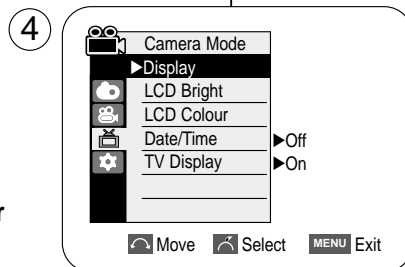 4
Camera Mode
▶Display
LCD Bright
LCD Colour
Date/Time ▶Off
TV Display ▶On
r
Move Select MENU Exit